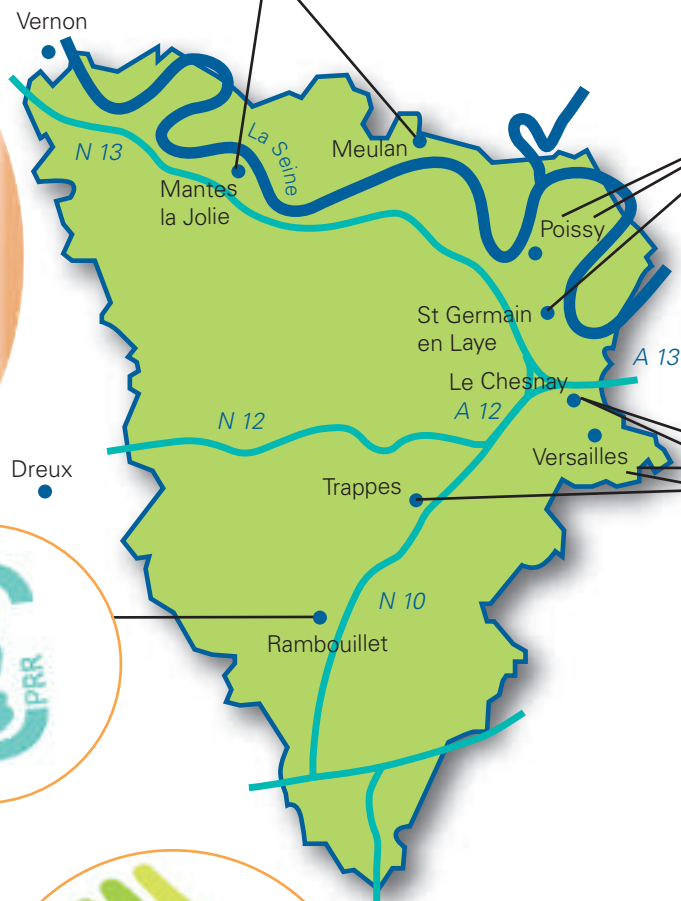 Vernon
N 13
La Seine
Meulan
Mantes
la Jolie
Poissy
St Germain
en Laye
A 13
Le Chesnay
A 12
N 12
Versailles
Dreux
Trappes
N 10
Rambouillet
PRR